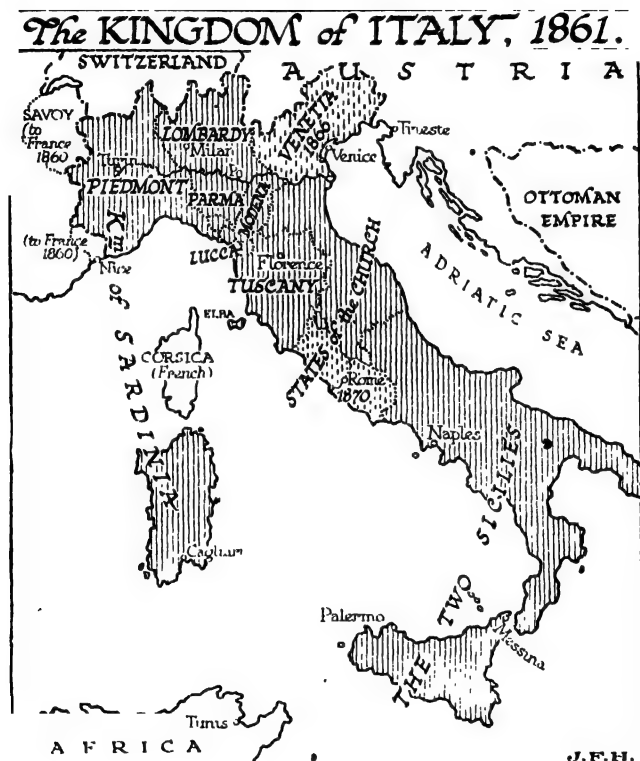 The KINGDOM of ITALY, 1861.
SWITZERLAND
AUSTRIA
SAVOY
(to
France
1860)
LOMBARDY
Milan
VENETIA
1866
Venice
Trieste
Turin
PIEDMONT
PARMA
MODENA
Po
OTTOMAN
EMPIRE
(to France
1860)
Nice
LUCCA
Florence
TUSCANY
STATES of the CHURCH
ADRIATIC SEA
Km of SARDINIA
ELBA
CORSICA
(French)
Rome
1870
Naples
Cagliari
THE TWO SICILIES
Palermo
Messina
Tunis
AFRICA
J.F.H.